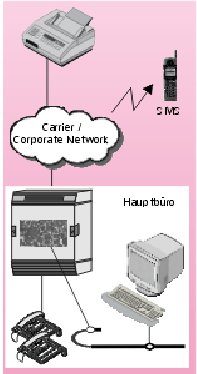 SMS
Carrier /
Corporate Network
Hauptbüro